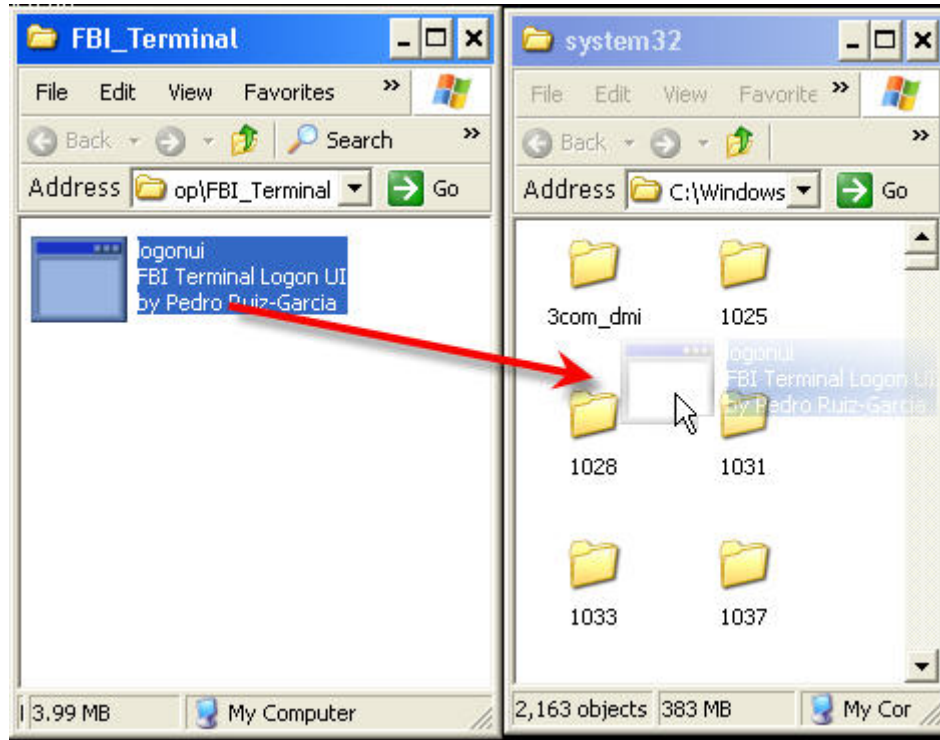 FBI_Terminal
File Edit View Favorites »
Back Search »
Address op\FBI_Terminal Go
logonui
FBI Terminal Logon UI
by Pedro Ruiz-Garcia
3.99 MB My Computer
system32
File Edit View Favorite »
Back »
Address C:\Windows Go
3com_dmi 1025
logonui
FBI Terminal Logon UI
by Pedro Ruiz-Garcia
1028 1031
1033 1037
2,163 objects 383 MB My Cor